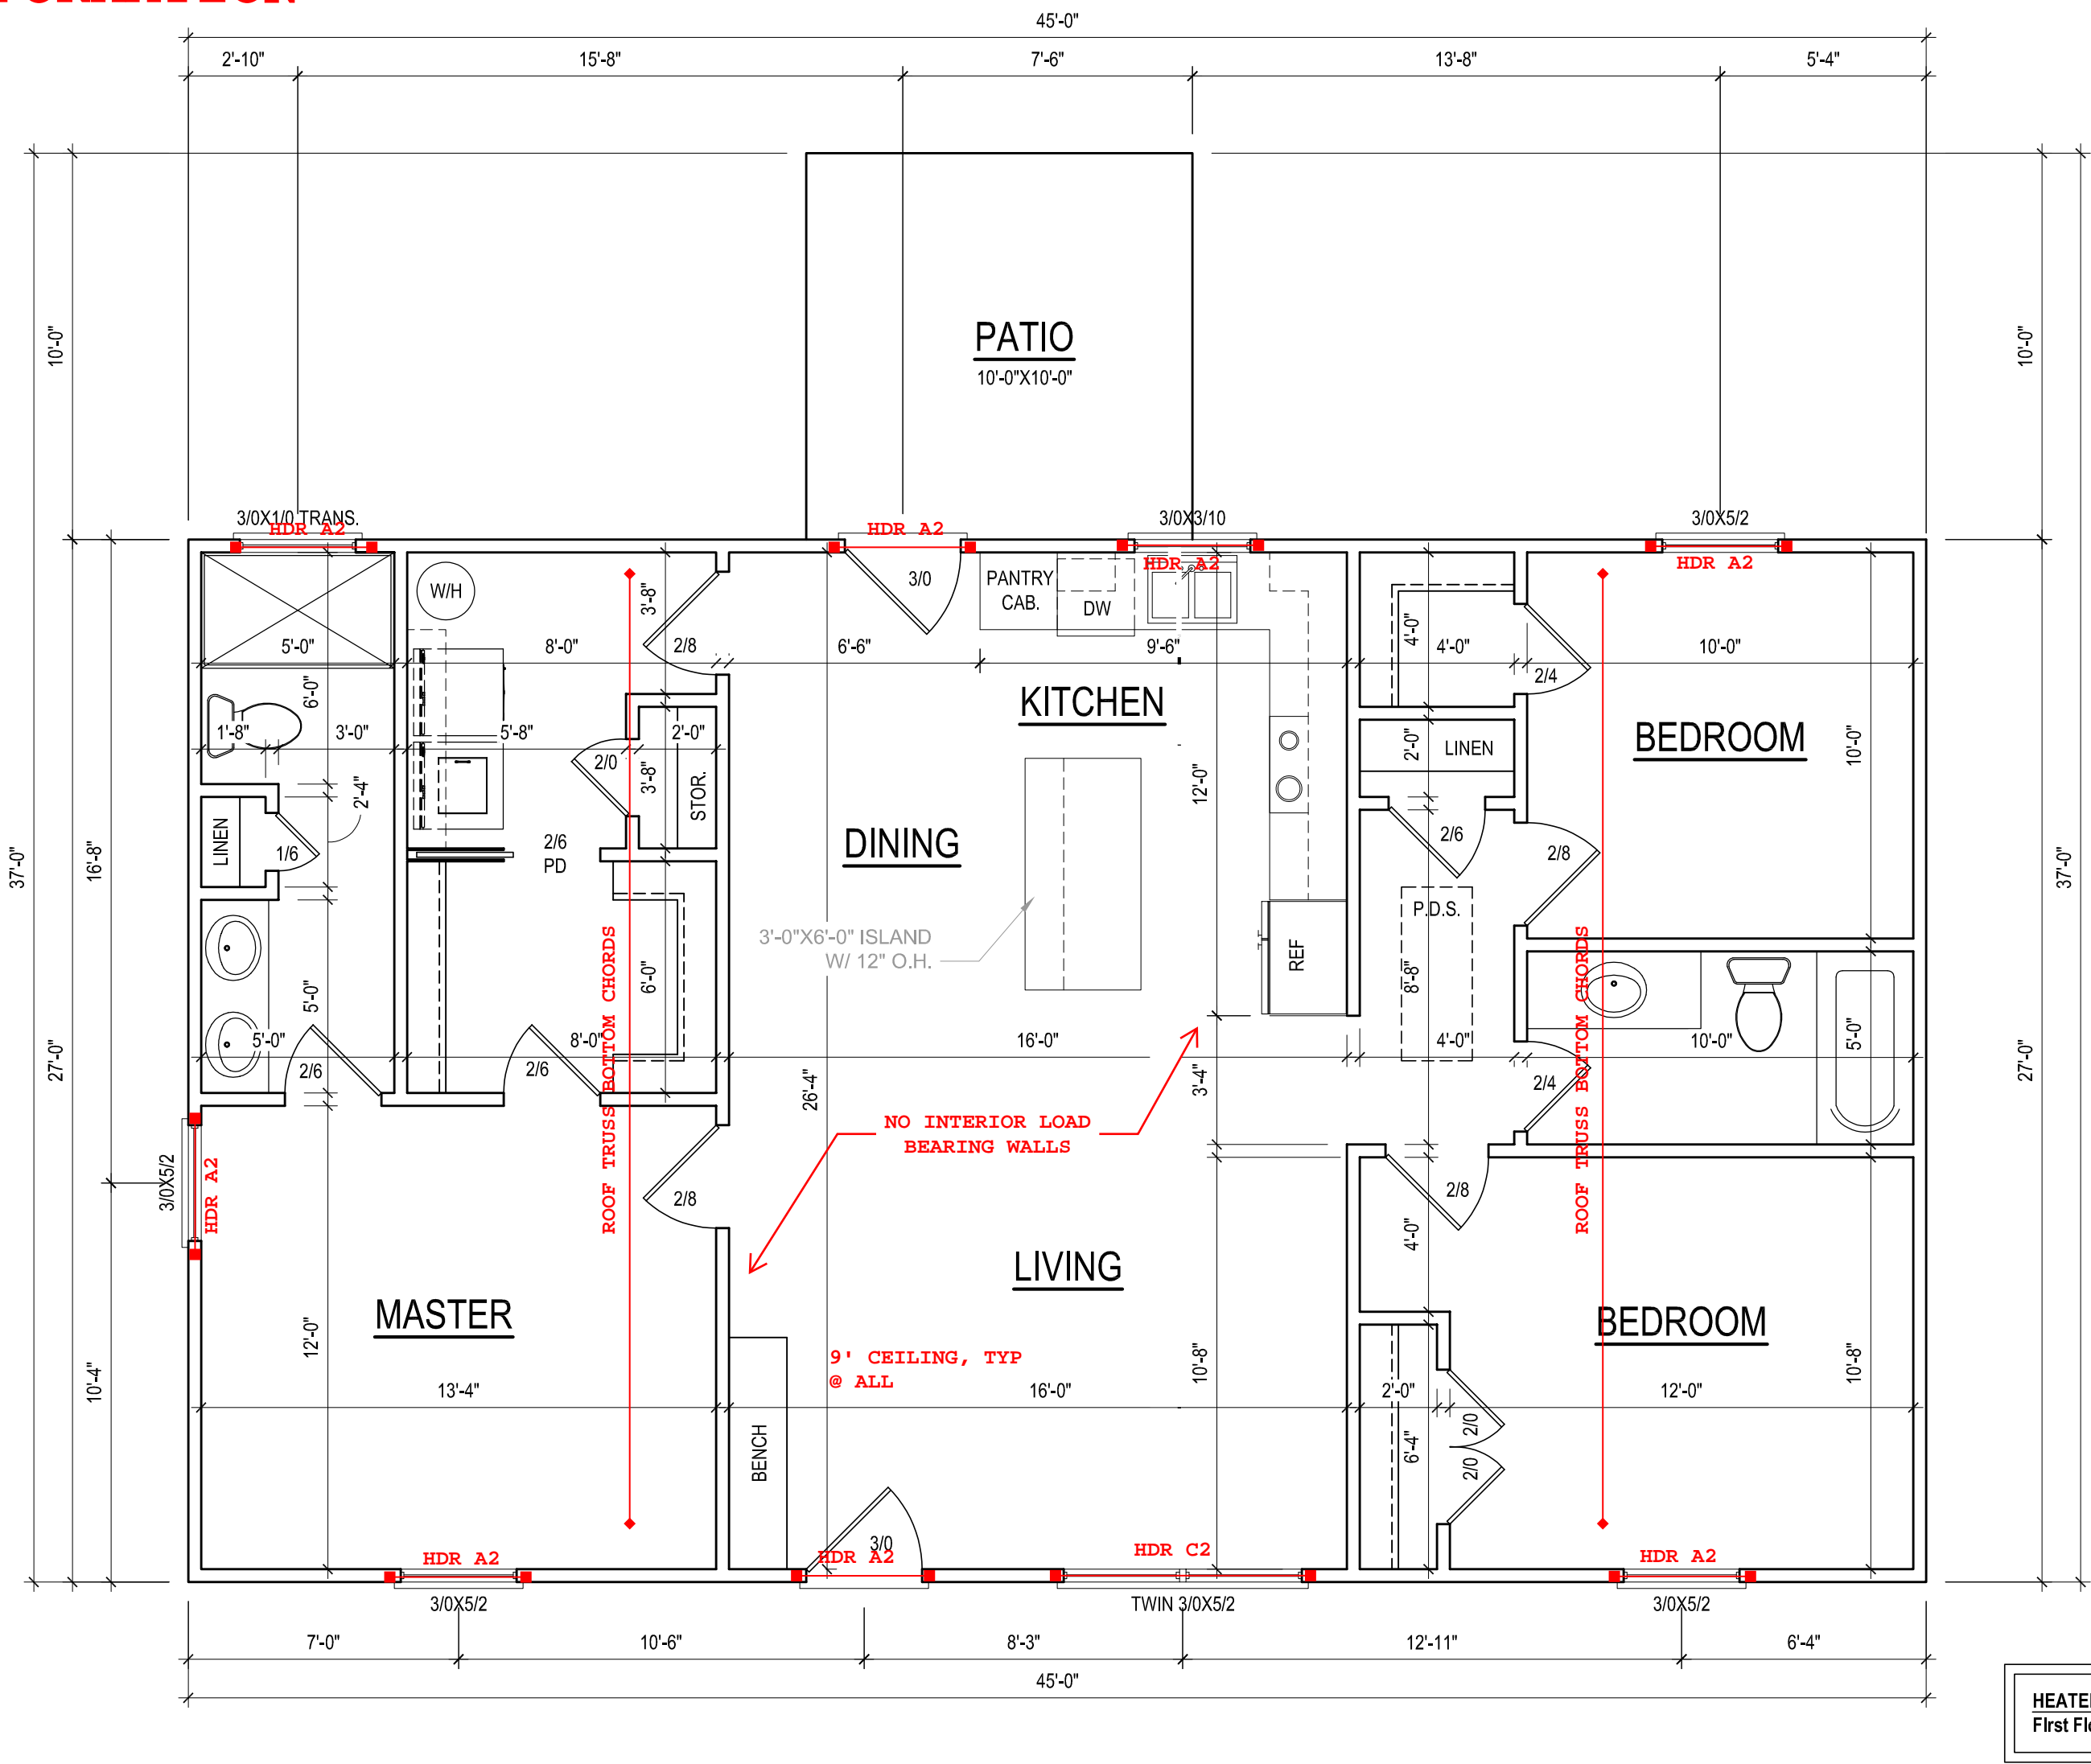 45'-0"
2'-10"
15'-8"
7'-6"
13'-8"
5'-4"
10'-0"
10'-0"
PATIO
10'-0"X10'-0"
3/0X1/0 TRANS.
HDR A2
HDR A2
3/0X3/10
HDR A2
3/0X5/2
HDR A2
W/H
3'-8"
3/0
PANTRY
CAB.
DW
5'-0"
8'-0"
2/8
6'-6"
9'-6"
4'-0"
4'-0"
2/4
10'-0"
6'-0"
KITCHEN
1'-8"
3'-0"
5'-8"
2'-0"
2'-0"
LINEN
BEDROOM
10'-0"
2/0
3'-8"
STOR.
12'-0"
2'-4"
LINEN
1/6
2/6
PD
DINING
2/6
2/8
37'-0"
16'-8"
37'-0"
P.D.S.
3'-0"X6'-0" ISLAND
W/ 12" O.H.
REF
ROOF TRUSS BOTTOM CHORDS
ROOF TRUSS BOTTOM CHORDS
6'-0"
8'-8"
5'-0"
5'-0"
8'-0"
16'-0"
4'-0"
10'-0"
5'-0"
27'-0"
27'-0"
2/6
2/6
26'-4"
3'-4"
2/4
NO INTERIOR LOAD
BEARING WALLS
3/0X5/2
HDR A2
2/8
2/8
4'-0"
LIVING
MASTER
BEDROOM
12'-0"
10'-4"
9' CEILING, TYP
@ ALL
10'-8"
10'-8"
13'-4"
16'-0"
2'-0"
12'-0"
BENCH
6'-4"
2/0
2/0
3/0
HDR A2
HDR A2
HDR C2
HDR A2
3/0X5/2
TWIN 3/0X5/2
3/0X5/2
7'-0"
10'-6"
8'-3"
12'-11"
6'-4"
45'-0"